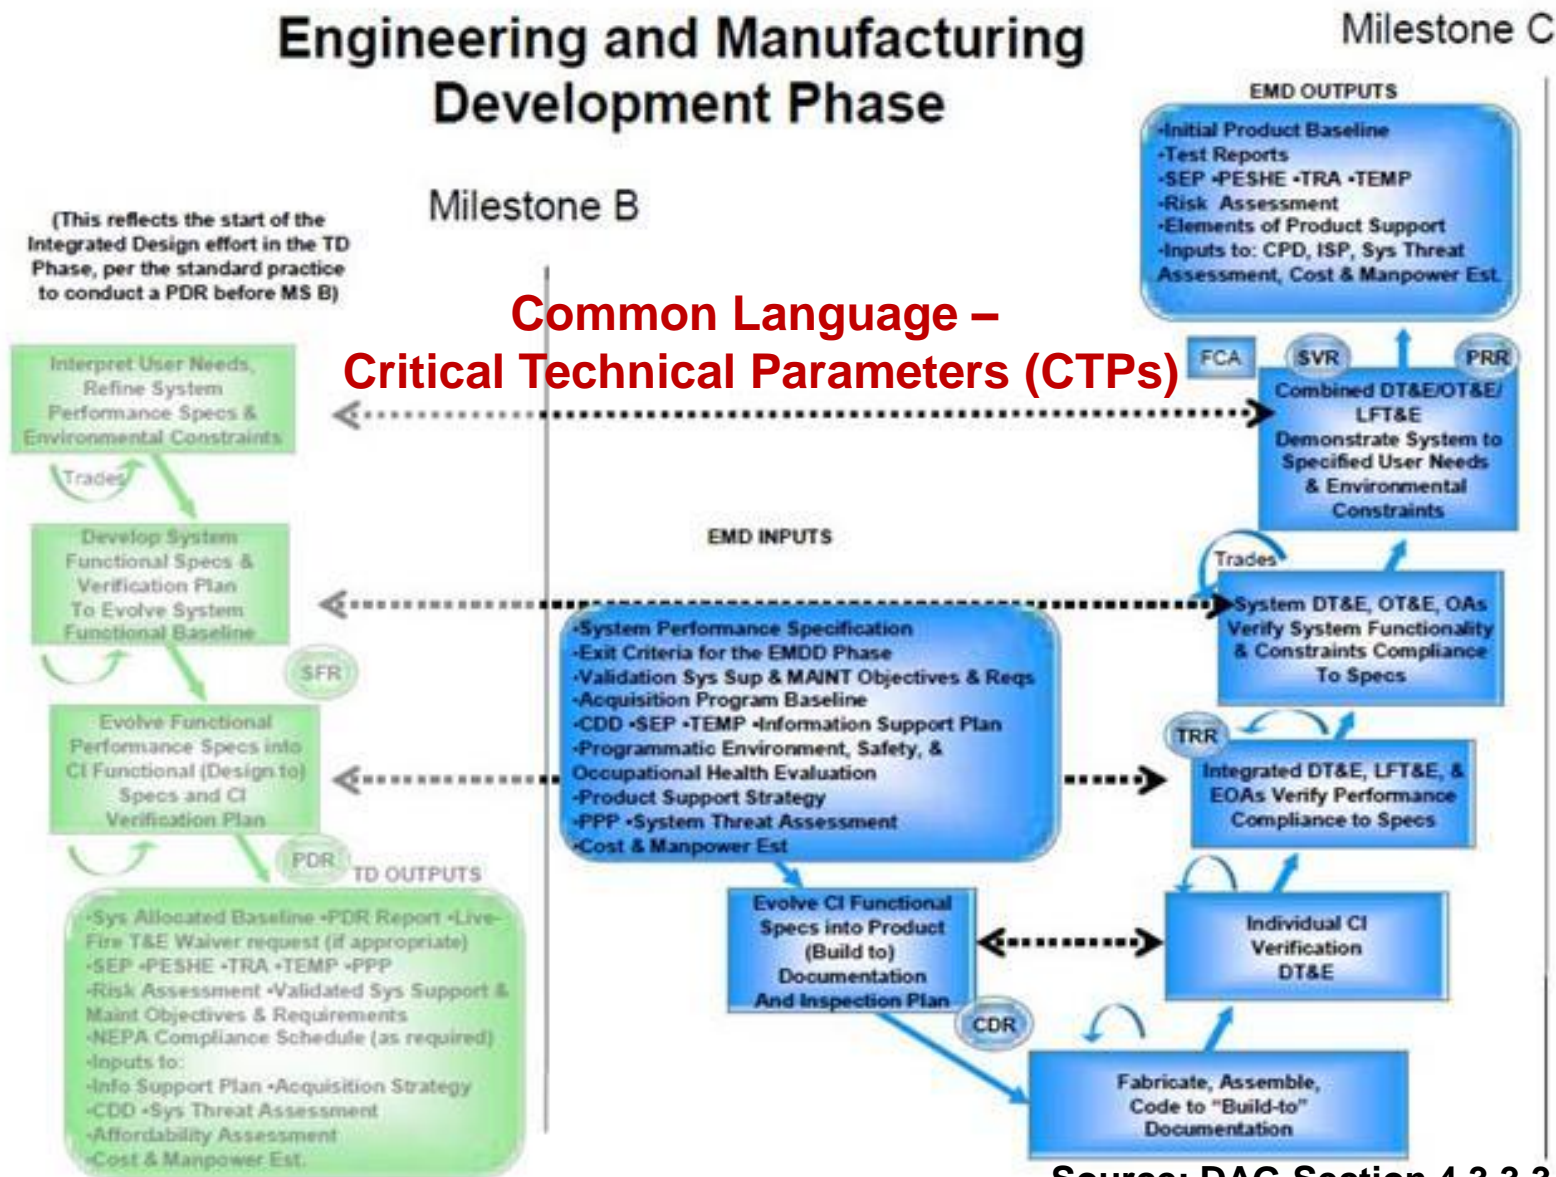 Engineering and Manufacturing
Development Phase
Milestone C
EMD OUTPUTS
•Initial Product Baseline
•Test Reports
•SEP •PESHE •TRA •TEMP
•Risk Assessment
•Elements of Product Support
•Inputs to: CPD, ISP, Sys Threat
Assessment, Cost & Manpower Est.
Milestone B
(This reflects the start of the
Integrated Design effort in the TD
Phase, per the standard practice
to conduct a PDR before MS B)
Common Language –
Critical Technical Parameters (CTPs)
FCA
SVR
PRR
Interpret User Needs,
Refine System
Performance Specs &
Environmental Constraints
Trades
Combined DT&E/OT&E/
LFT&E
Demonstrate System to
Specified User Needs
& Environmental
Constraints
Develop System
Functional Specs &
Verification Plan
To Evolve System
Functional Baseline
SFR
EMD INPUTS
•System Performance Specification
•Exit Criteria for the EMDD Phase
•Validation Sys Sup & MAINT Objectives & Reqs
•Acquisition Program Baseline
•CDD •SEP •TEMP •Information Support Plan
•Programmatic Environment, Safety, &
Occupational Health Evaluation
•Product Support Strategy
•PPP •System Threat Assessment
•Cost & Manpower Est
Trades
•System DT&E, OT&E, OAs
Verify System Functionality
& Constraints Compliance
To Specs
Evolve Functional
Performance Specs into
CI Functional (Design to)
Specs and CI
Verification Plan
PDR
TRR
Integrated DT&E, LFT&E, &
EOAs Verify Performance
Compliance to Specs
TD OUTPUTS
•Sys Allocated Baseline •PDR Report •Live-
Fire T&E Waiver request (if appropriate)
•SEP •PESHE •TRA •TEMP •PPP
•Risk Assessment •Validated Sys Support &
Maint Objectives & Requirements
•NEPA Compliance Schedule (as required)
•Inputs to:
•Info Support Plan •Acquisition Strategy
•CDD •Sys Threat Assessment
•Affordability Assessment
•Cost & Manpower Est.
Evolve CI Functional
Specs into Product
(Build to)
Documentation
And Inspection Plan
CDR
Individual CI
Verification
DT&E
Fabricate, Assemble,
Code to "Build-to"
Documentation
Source: DAG Section 4.3.3.3